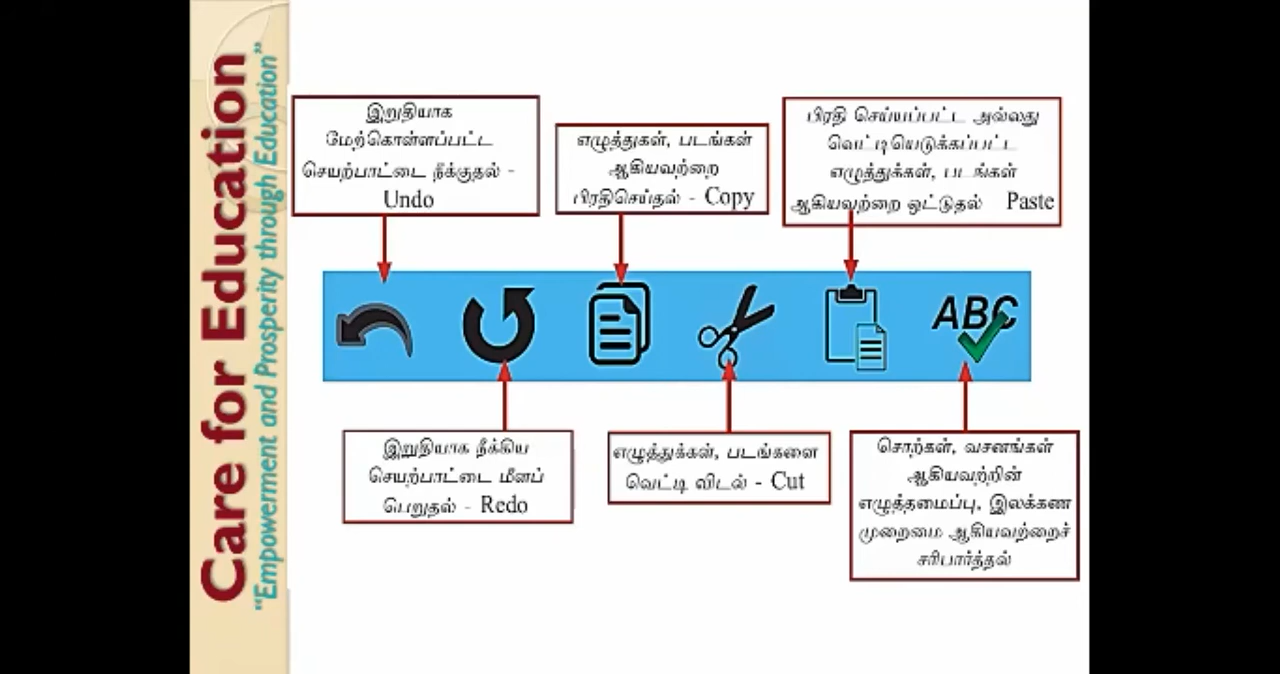 Care for Education
"Empowerment and Prosperity through Education"
இறுதியாக
மேற்கொள்ளப்பட்ட
செயற்பாட்டை நீக்குதல் -
Undo
எழுத்துகள், படங்கள்
ஆகியவற்றை
பிரதிசெய்தல் - Copy
பிரதி செய்யப்பட்ட அல்லது
வெட்டியெடுக்கப்பட்ட
எழுத்துக்கள், படங்கள்
ஆகியவற்றை ஒட்டுதல் Paste
ABC
இறுதியாக நீக்கிய
செயற்பாட்டை மீளப்
பெறுதல் - Redo
எழுத்துக்கள், படங்களை
வெட்டி விடல் - Cut
சொற்கள், வசனங்கள்
ஆகியவற்றின்
எழுத்தமைப்பு, இலக்கண
முறைமை ஆகியவற்றைச்
சரிபார்த்தல்